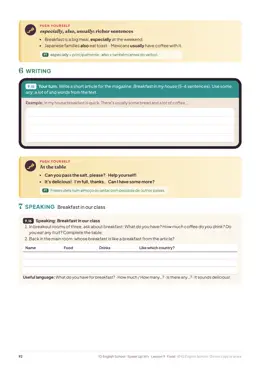 PUSH YOURSELF
especially, also, usually: richer sentences
• Breakfast is a big meal, especially at the weekend.
• Japanese families also eat toast. · Mexicans usually have coffee with it.
6 WRITING
Your turn. Write a short article for the magazine: Breakfast in my house (5–6 sentences). Use some, any, a lot of and words from the text.
Example: In my house breakfast is quick. There's usually some bread and a lot of coffee, ...
PUSH YOURSELF
At the table
• Can you pass the salt, please? · Help yourself!
• It's delicious! · I'm full, thanks. · Can I have some more?
7 SPEAKING Breakfast in our class
Speaking: Breakfast in our class
1. In breakout rooms of three, ask about breakfast: What do you have? How much coffee do you drink? Do you eat any fruit? Complete the table.
2. Back in the main room: whose breakfast is like a breakfast from the article?
Name Food Drinks Like which country?
Useful language: What do you have for breakfast? · How much / How many...? · Is there any...? · It sounds delicious!